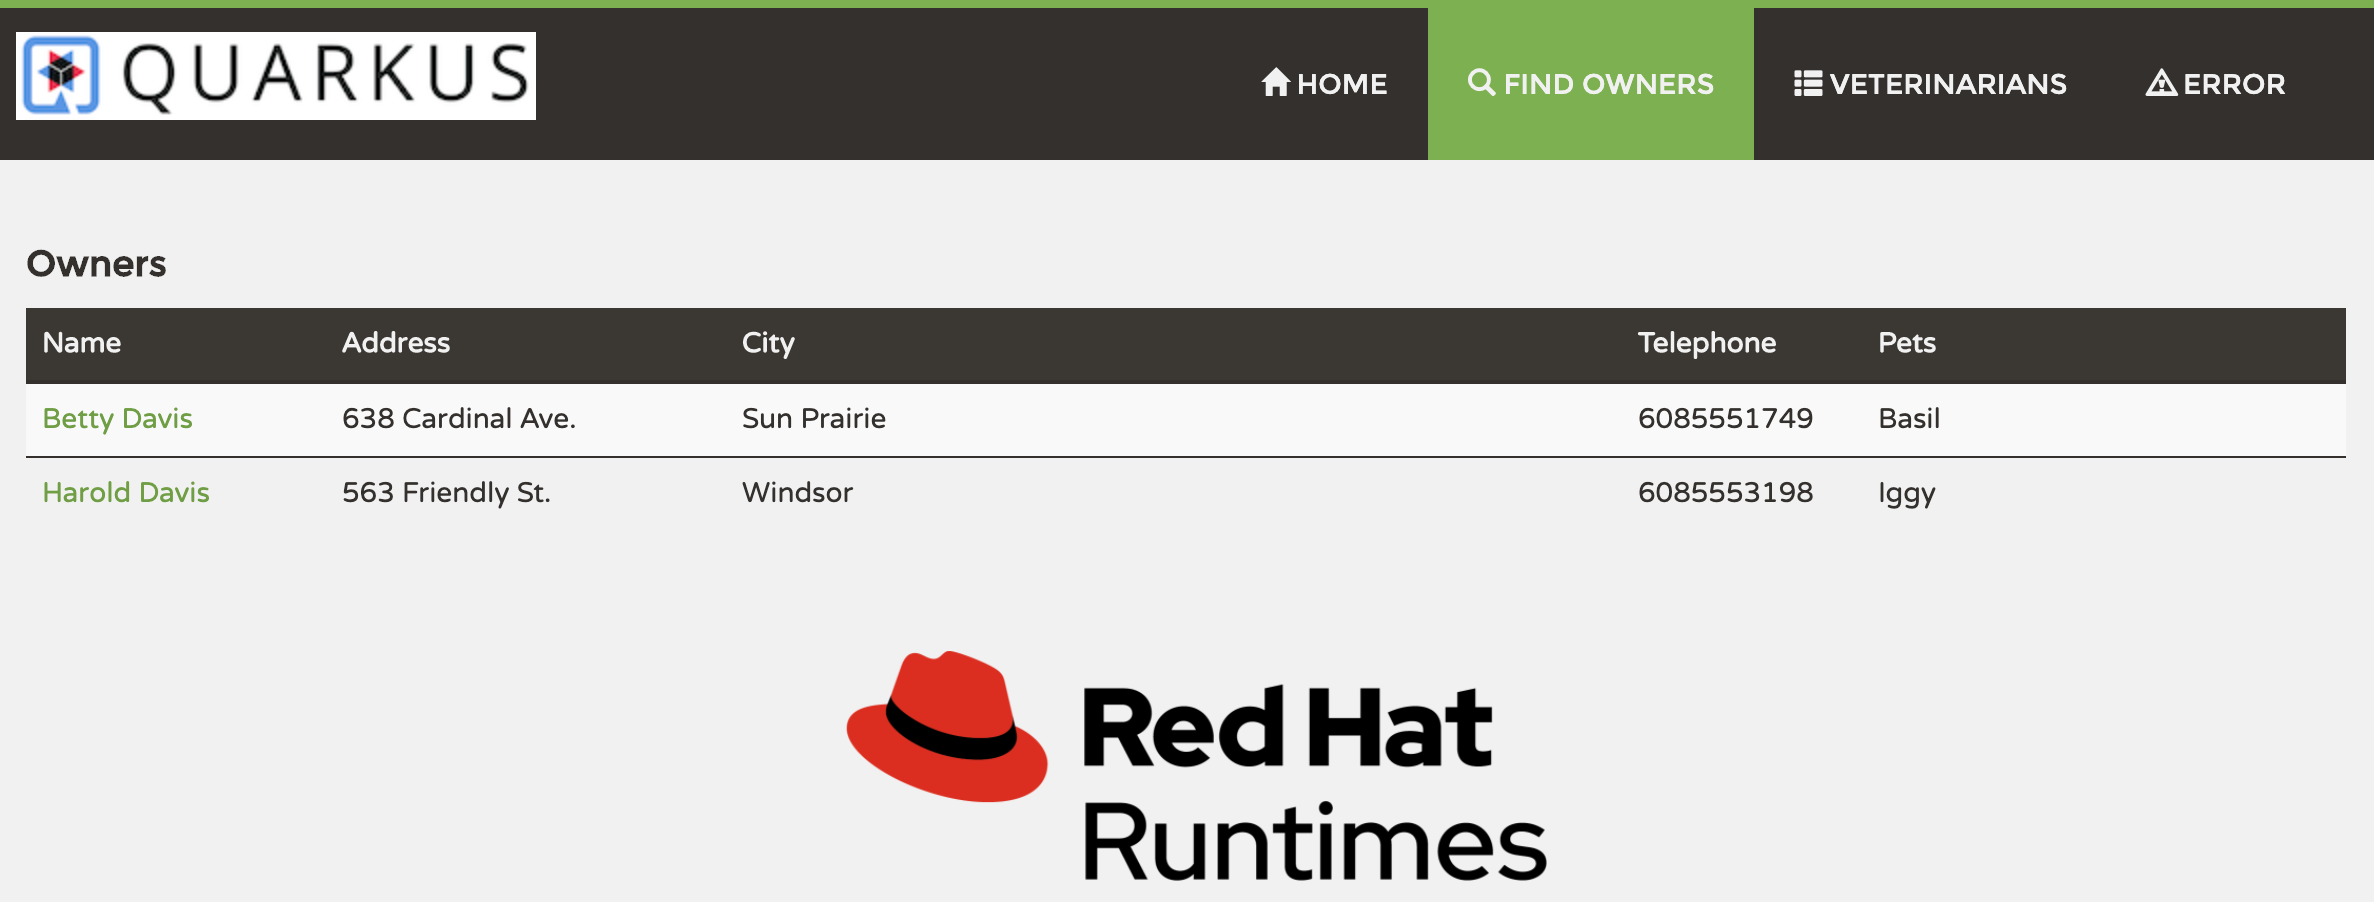 QUARKUS
HOME FIND OWNERS VETERINARIANS ERROR
Owners
Name Address City Telephone Pets
Betty Davis 638 Cardinal Ave. Sun Prairie 6085551749 Basil
Harold Davis 563 Friendly St. Windsor 6085553198 Iggy
Red Hat
Runtimes